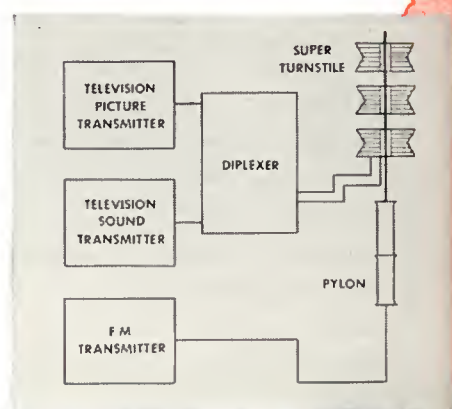 SUPER
TURNSTILE
TELEVISION
PICTURE
TRANSMITTER
DIPLEXER
TELEVISION
SOUND
TRANSMITTER
PYLON
F M
TRANSMITTER